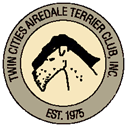 TWIN CITIES AIREDALE TERRIER CLUB, INC.
EST. 1975